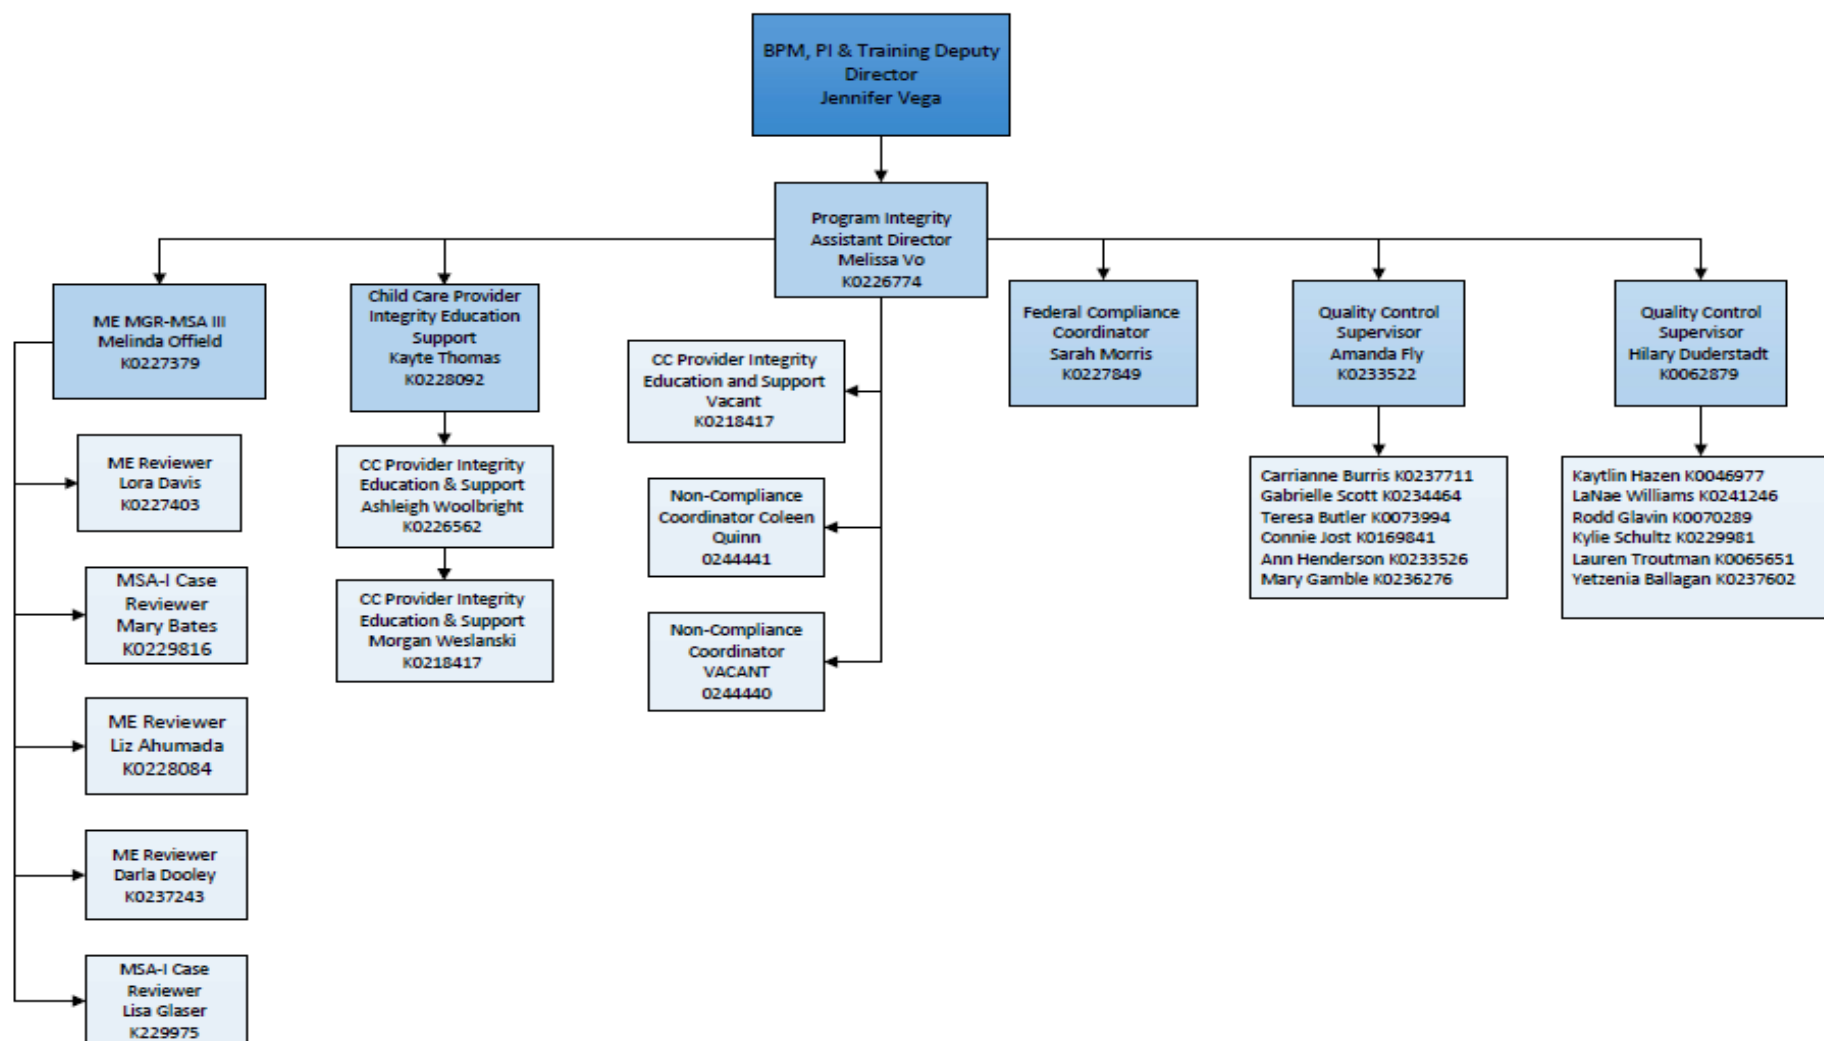 BPM, PI & Training Deputy
Director
Jennifer Vega
Program Integrity
Assistant Director
Melissa Vo
K0226774
ME MGR-MSA III
Melinda Offield
K0227379
ME Reviewer
Lora Davis
K0227403
MSA-I Case
Reviewer
Mary Bates
K0229816
ME Reviewer
Liz Ahumada
K0228084
ME Reviewer
Darla Dooley
K0237243
MSA-I Case
Reviewer
Lisa Glaser
K229975
Child Care Provider
Integrity Education
Support
Kayte Thomas
K0228092
CC Provider Integrity
Education & Support
Ashleigh Woolbright
K0226562
CC Provider Integrity
Education & Support
Morgan Weslanski
K0218417
CC Provider Integrity
Education and Support
Vacant
K0218417
Non-Compliance
Coordinator Coleen
Quinn
0244441
Non-Compliance
Coordinator
VACANT
0244440
Federal Compliance
Coordinator
Sarah Morris
K0227849
Quality Control
Supervisor
Amanda Fly
K0233522
Carrianne Burris K0237711
Gabrielle Scott K0234464
Teresa Butler K0073994
Connie Jost K0169841
Ann Henderson K0233526
Mary Gamble K0236276
Quality Control
Supervisor
Hilary Duderstadt
K0062879
Kaytlin Hazen K0046977
LaNae Williams K0241246
Rodd Glavin K0070289
Kylie Schultz K0229981
Lauren Troutman K0065651
Yetzenia Ballagan K0237602